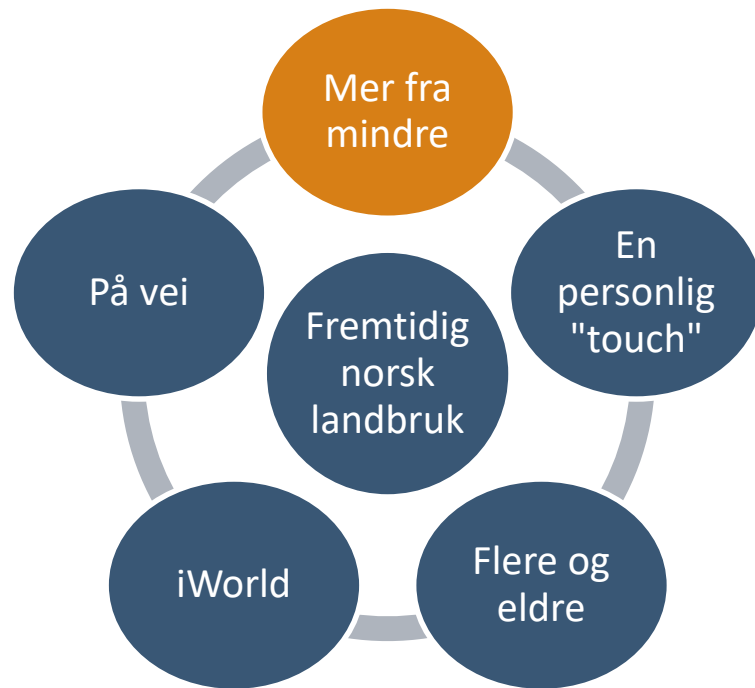 Mer fra
mindre
En
personlig
"touch"
På vei
Fremtidig
norsk
landbruk
iWorld
Flere og
eldre